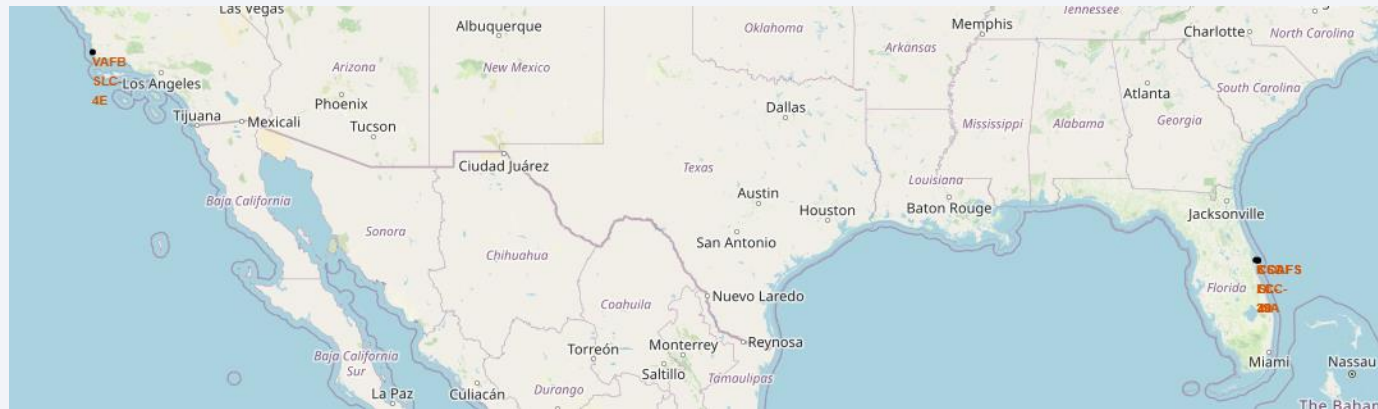 Las Vegas
Albuquerque
Oklahoma
Memphis
Tennessee
Charlotte
North Carolina
VAFB
SLC-
4E
Los Angeles
Arizona
New Mexico
Arkansas
Phoenix
Tucson
Dallas
Mississippi
Alabama
Atlanta
Georgia
South Carolina
Tijuana
Mexicali
Ciudad Juárez
Texas
Louisiana
Baja California
Sonora
Chihuahua
Austin
Houston
San Antonio
Baton Rouge
Jacksonville
Coahuila
Nuevo Laredo
Florida
Torreón
Monterrey
Reynosa
Saltillo
Tamaulipas
Baja California
Sur
La Paz
Culiacán
Durango
Miami
Nassau